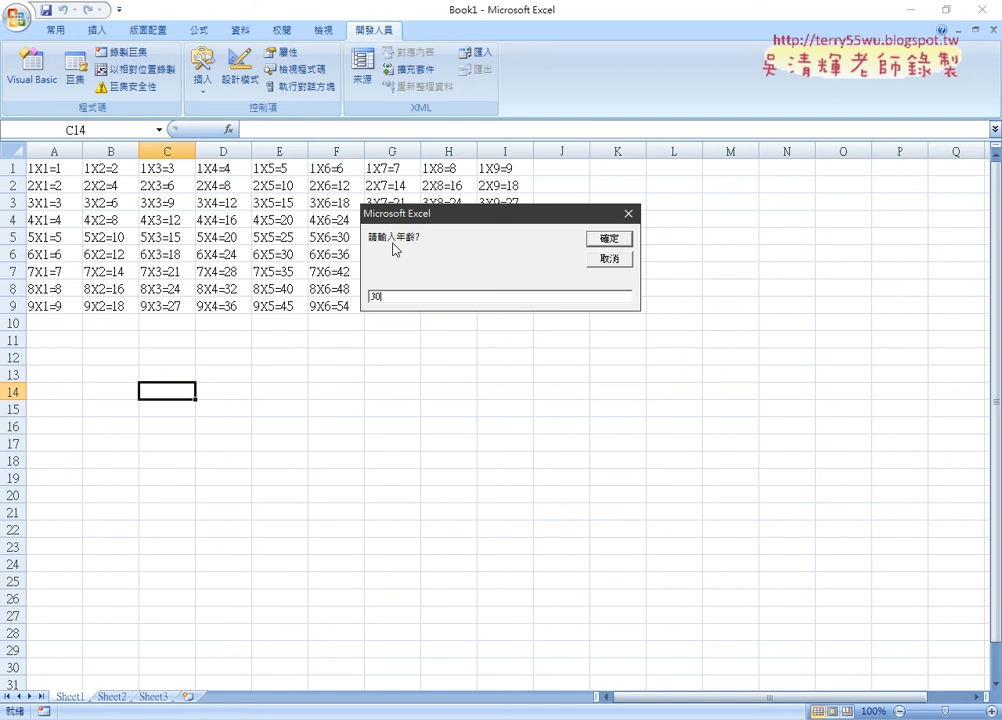 Book1 - Microsoft Excel
http://terry55wu.blogspot.tw
吳清輝老師錄製
常用 插入 版面配置 公式 資料 校閱 檢視 開發人員
Visual Basic 巨集 錄製巨集 以相對位置錄製 巨集安全性
插入 設計模式 屬性 檢視程式碼 執行對話方塊
來源 對應內容 擴充套件 重新整理資料 匯入 匯出
程式碼 控制項 XML
C14 fx
A B C D E F G H I J K L M N O P Q
1 1X1=1 1X2=2 1X3=3 1X4=4 1X5=5 1X6=6 1X7=7 1X8=8 1X9=9
2 2X1=2 2X2=4 2X3=6 2X4=8 2X5=10 2X6=12 2X7=14 2X8=16 2X9=18
3 3X1=3 3X2=6 3X3=9 3X4=12 3X5=15 3X6=18 3X7=21 3X8=24 3X9=27
4 4X1=4 4X2=8 4X3=12 4X4=16 4X5=20 4X6=24
5 5X1=5 5X2=10 5X3=15 5X4=20 5X5=25 5X6=30
6 6X1=6 6X2=12 6X3=18 6X4=24 6X5=30 6X6=36
7 7X1=7 7X2=14 7X3=21 7X4=28 7X5=35 7X6=42
8 8X1=8 8X2=16 8X3=24 8X4=32 8X5=40 8X6=48
9 9X1=9 9X2=18 9X3=27 9X4=36 9X5=45 9X6=54
Microsoft Excel
請輸入年齡?
確定
取消
30
10
11
12
13
14
15
16
17
18
19
20
21
22
23
24
25
26
27
28
29
30
31
Sheet1 Sheet2 Sheet3
就緒 100%